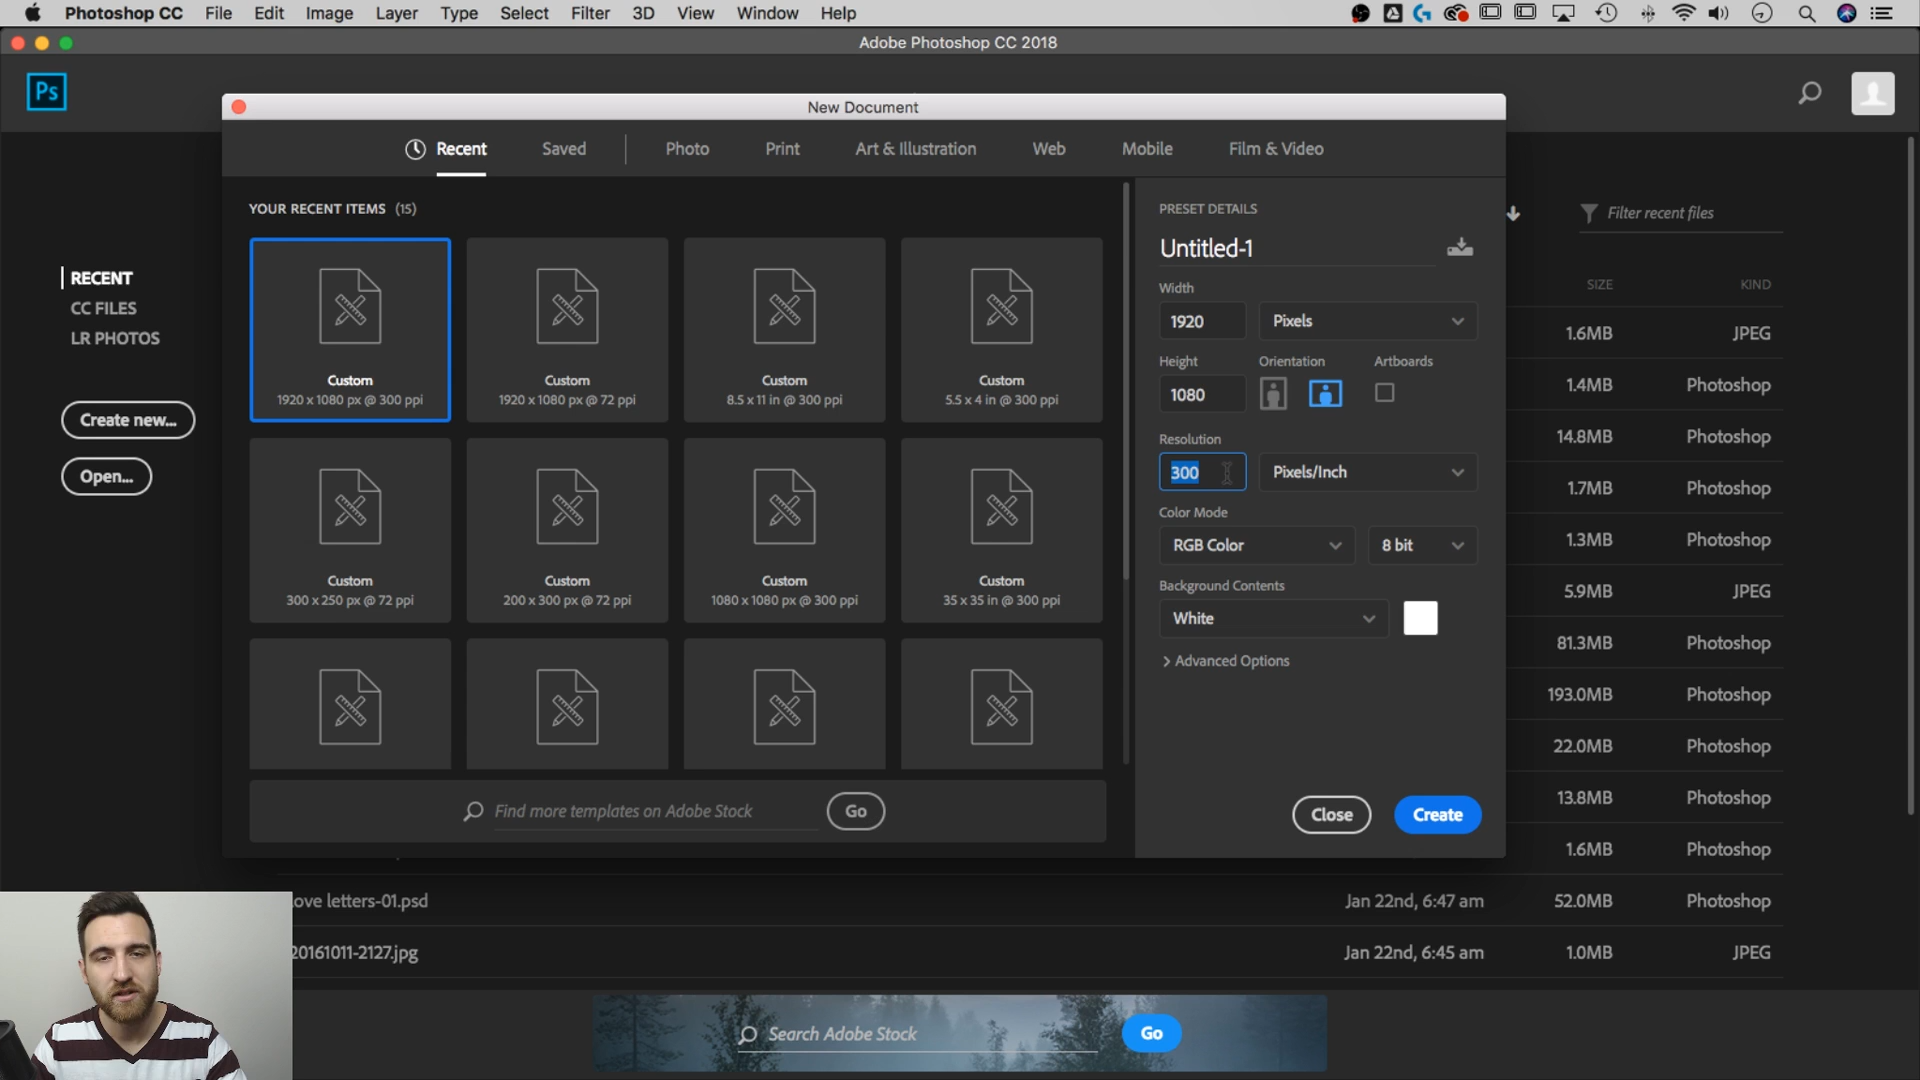 Photoshop CC File Edit Image Layer Type Select Filter 3D View Window Help
Adobe Photoshop CC 2018
Ps
New Document
Recent Saved Photo Print Art & Illustration Web Mobile Film & Video
YOUR RECENT ITEMS (15)
Custom
1920 x 1080 px @ 300 ppi
Custom
1920 x 1080 px @ 72 ppi
Custom
8.5 x 11 in @ 300 ppi
Custom
5.5 x 4 in @ 300 ppi
Custom
300 x 250 px @ 72 ppi
Custom
200 x 300 px @ 72 ppi
Custom
1080 x 1080 px @ 300 ppi
Custom
35 x 35 in @ 300 ppi
Find more templates on Adobe Stock
Go
PRESET DETAILS
Untitled-1
Width
1920 Pixels
Height Orientation Artboards
1080
Resolution
300 Pixels/Inch
Color Mode
RGB Color 8 bit
Background Contents
White
Advanced Options
Close Create
RECENT
CC FILES
LR PHOTOS
Create new...
Open...
Filter recent files
SIZE KIND
1.6MB JPEG
1.4MB Photoshop
14.8MB Photoshop
1.7MB Photoshop
1.3MB Photoshop
5.9MB JPEG
81.3MB Photoshop
193.0MB Photoshop
22.0MB Photoshop
13.8MB Photoshop
1.6MB Photoshop
ove letters-01.psd Jan 22nd, 6:47 am 52.0MB Photoshop
20161011-2127.jpg Jan 22nd, 6:45 am 1.0MB JPEG
Search Adobe Stock
Go